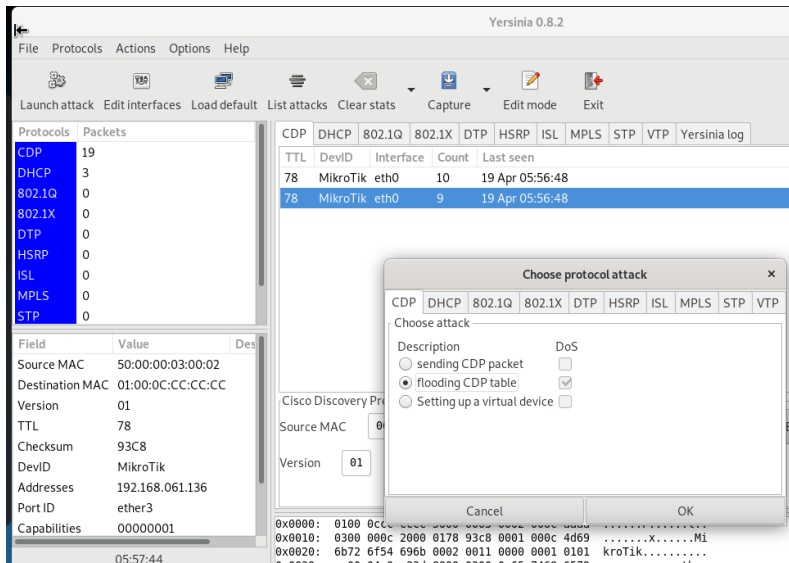 Yersinia 0.8.2
File Protocols Actions Options Help
Launch attack Edit interfaces Load default List attacks Clear stats Capture Edit mode Exit
Protocols Packets
CDP 19
DHCP 3
802.1Q 0
802.1X 0
DTP 0
HSRP 0
ISL 0
MPLS 0
STP 0
CDP DHCP 802.1Q 802.1X DTP HSRP ISL MPLS STP VTP Yersinia log
TTL DevID Interface Count Last seen
78 MikroTik eth0 10 19 Apr 05:56:48
78 MikroTik eth0 9 19 Apr 05:56:48
Choose protocol attack
CDP DHCP 802.1Q 802.1X DTP HSRP ISL MPLS STP VTP
Choose attack
Description DoS
sending CDP packet
flooding CDP table
Setting up a virtual device
Cancel OK
Field Value Des
Source MAC 50:00:00:03:00:02
Destination MAC 01:00:0C:CC:CC:CC
Version 01
TTL 78
Checksum 93C8
DevID MikroTik
Addresses 192.168.061.136
Port ID ether3
Capabilities 00000001
05:57:44
Cisco Discovery Pr
Source MAC
Version 01
0x0000: 0100
0x0010: 0300 000c 2000 0178 93c8 0001 000c 4d69 .......x......Mi
0x0020: 6b72 6f54 696b 0002 0011 0000 0001 0101 kroTik..........